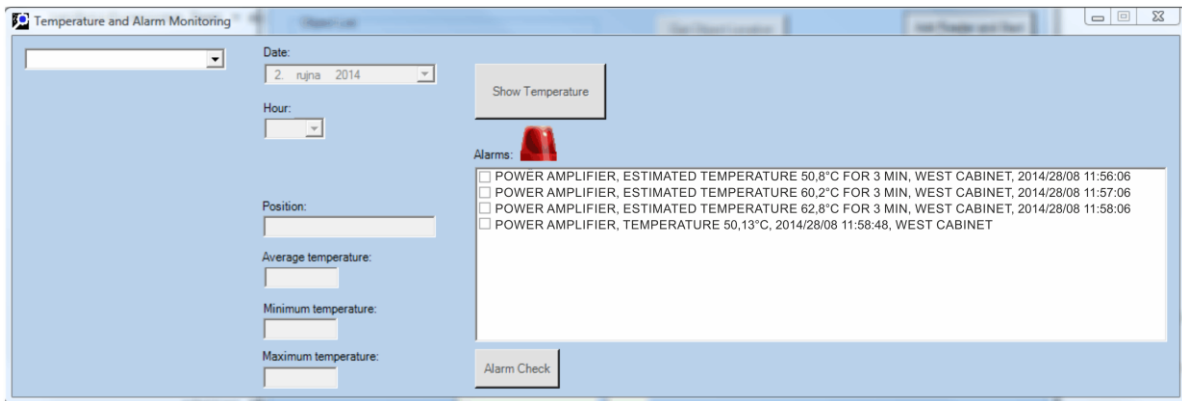 Temperature and Alarm Monitoring
Object List
Date:
2. rujna 2014
Show Temperature
Hour:
Alarms:
POWER AMPLIFIER, ESTIMATED TEMPERATURE 50,8°C FOR 3 MIN, WEST CABINET, 2014/28/08 11:56:06
POWER AMPLIFIER, ESTIMATED TEMPERATURE 60,2°C FOR 3 MIN, WEST CABINET, 2014/28/08 11:57:06
POWER AMPLIFIER, ESTIMATED TEMPERATURE 62,8°C FOR 3 MIN, WEST CABINET, 2014/28/08 11:58:06
POWER AMPLIFIER, TEMPERATURE 50,13°C, 2014/28/08 11:58:48, WEST CABINET
Position:
Average temperature:
Minimum temperature:
Maximum temperature:
Alarm Check